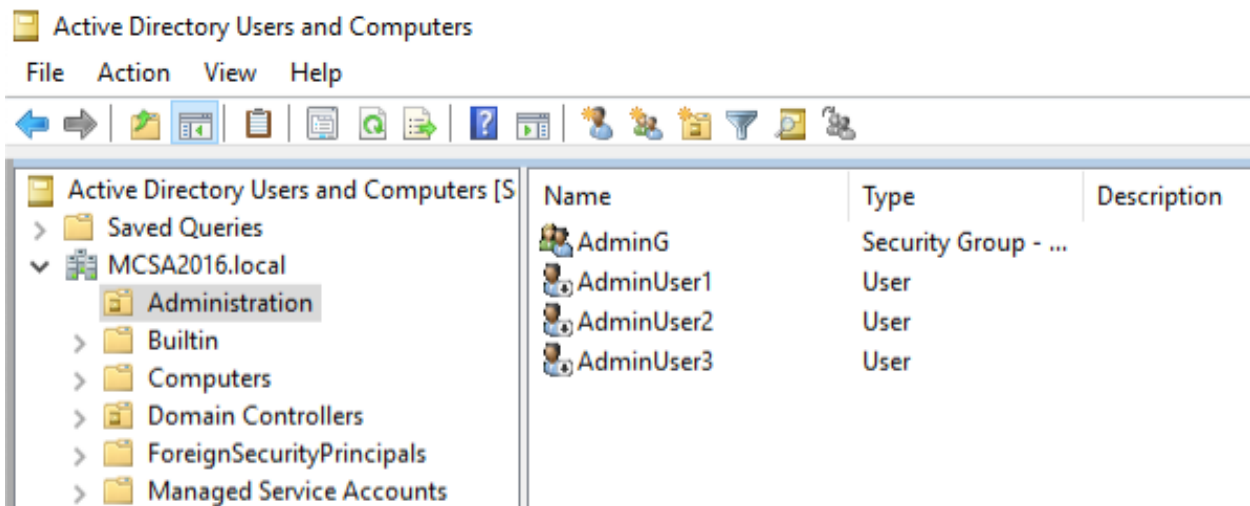 Active Directory Users and Computers
File Action View Help
Active Directory Users and Computers [S
Saved Queries
MCSA2016.local
Administration
Builtin
Computers
Domain Controllers
ForeignSecurityPrincipals
Managed Service Accounts
Name Type Description
AdminG Security Group - ...
AdminUser1 User
AdminUser2 User
AdminUser3 User